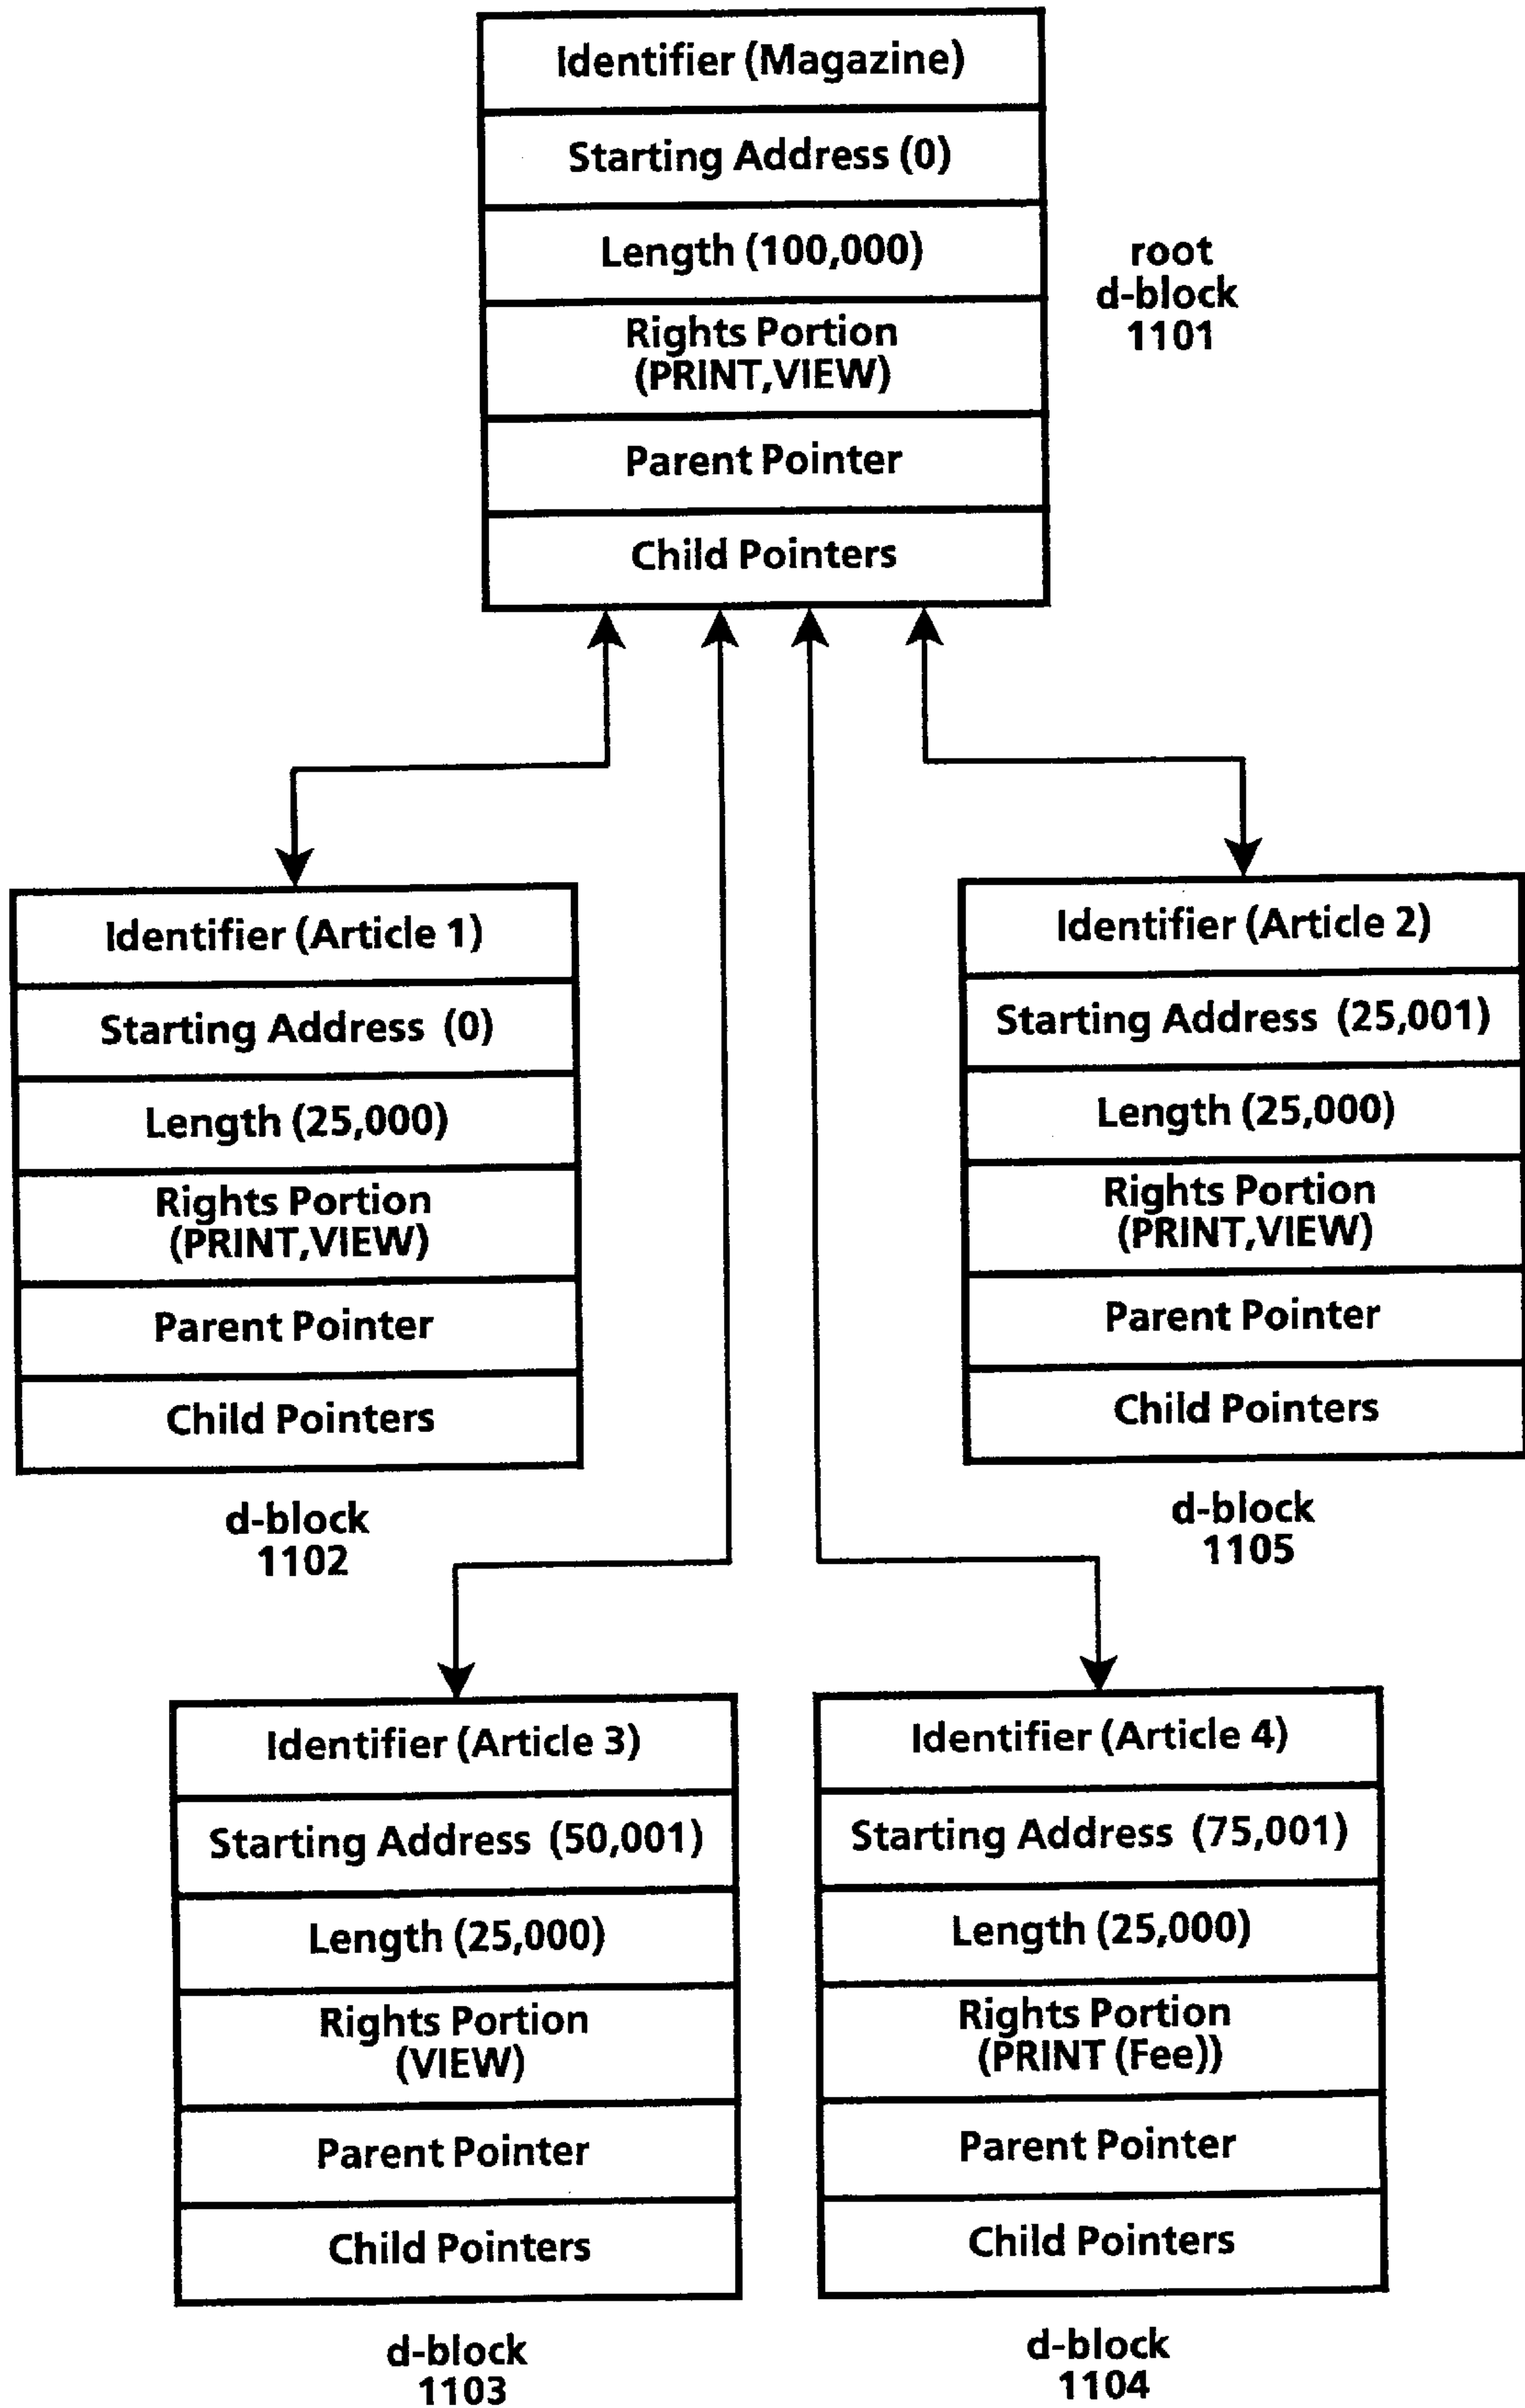 Identifier (Magazine)
Starting Address (0)
Length (100,000)
Rights Portion
(PRINT,VIEW)
Parent Pointer
Child Pointers
root
d-block
1101
Identifier (Article 1)
Starting Address (0)
Length (25,000)
Rights Portion
(PRINT,VIEW)
Parent Pointer
Child Pointers
d-block
1102
Identifier (Article 2)
Starting Address (25,001)
Length (25,000)
Rights Portion
(PRINT,VIEW)
Parent Pointer
Child Pointers
d-block
1105
Identifier (Article 3)
Starting Address (50,001)
Length (25,000)
Rights Portion
(VIEW)
Parent Pointer
Child Pointers
d-block
1103
Identifier (Article 4)
Starting Address (75,001)
Length (25,000)
Rights Portion
(PRINT (Fee))
Parent Pointer
Child Pointers
d-block
1104